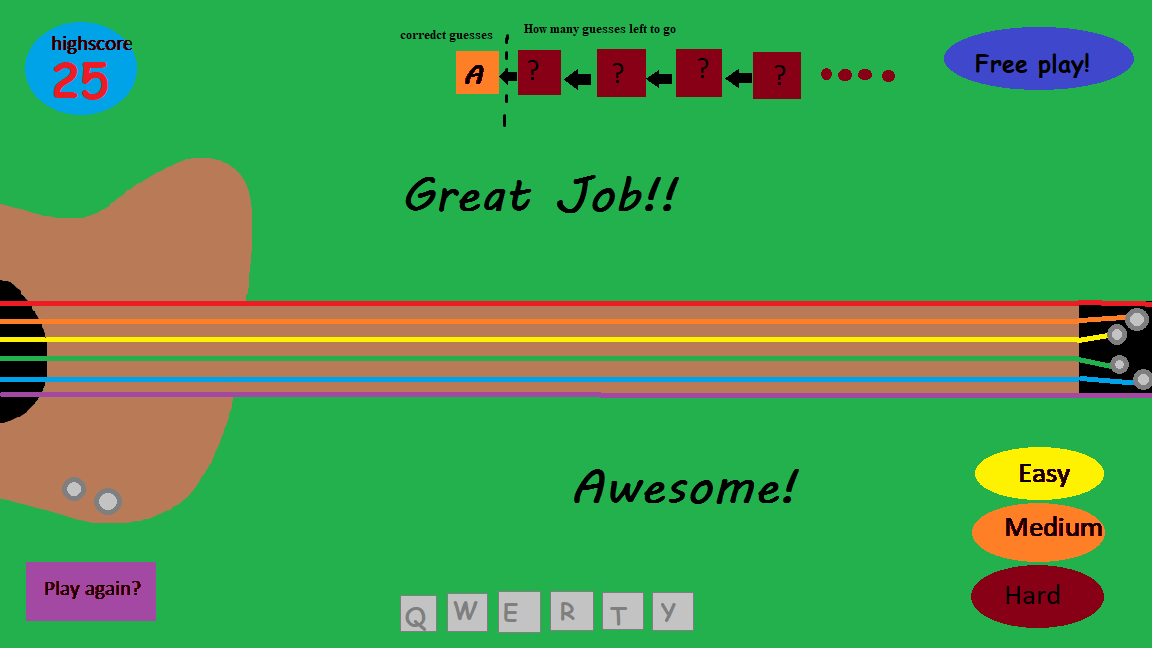 highscore
25
corredct guesses
How many guesses left to go
A ? ? ? ?
Free play!
Great Job!!
Awesome!
Easy
Medium
Hard
Play again?
Q W E R T Y